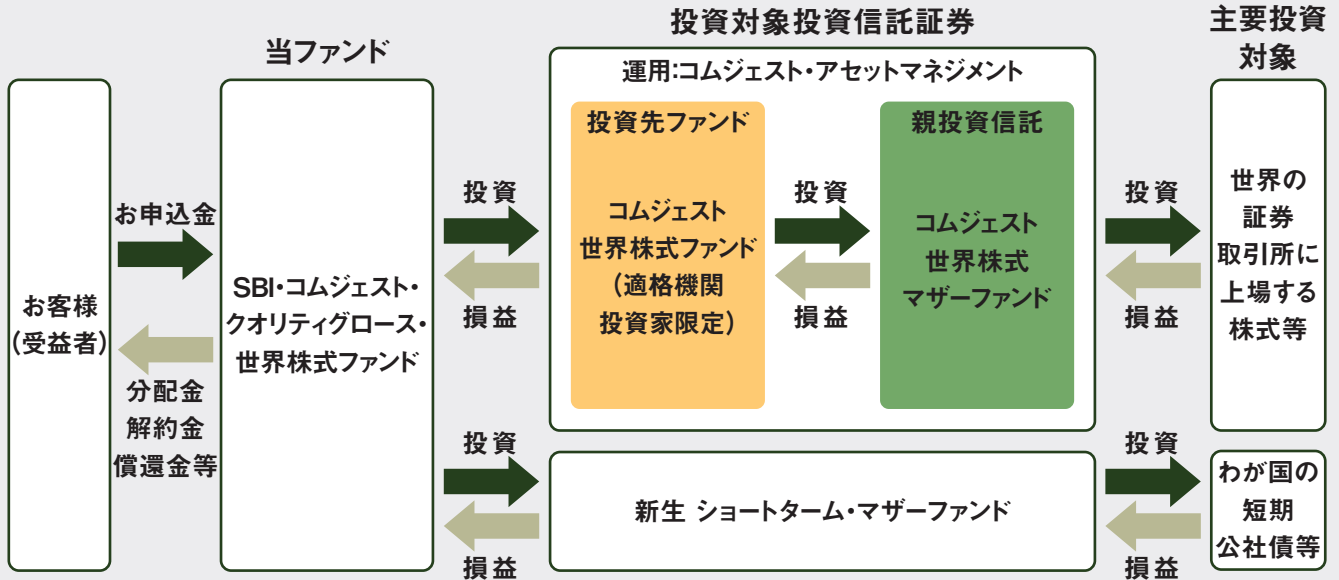 当ファンド
投資対象投資信託証券
主要投資
対象
お客様
(受益者)
お申込金
分配金
解約金
償還金等
SBI・コムジェスト・
クオリティグロース・
世界株式ファンド
投資
損益
運用:コムジェスト・アセットマネジメント
投資先ファンド
コムジェスト
世界株式ファンド
(適格機関
投資家限定)
投資
損益
親投資信託
コムジェスト
世界株式
マザーファンド
投資
損益
世界の
証券
取引所に
上場する
株式等
投資
損益
新生 ショートターム・マザーファンド
投資
損益
わが国の
短期
公社債等